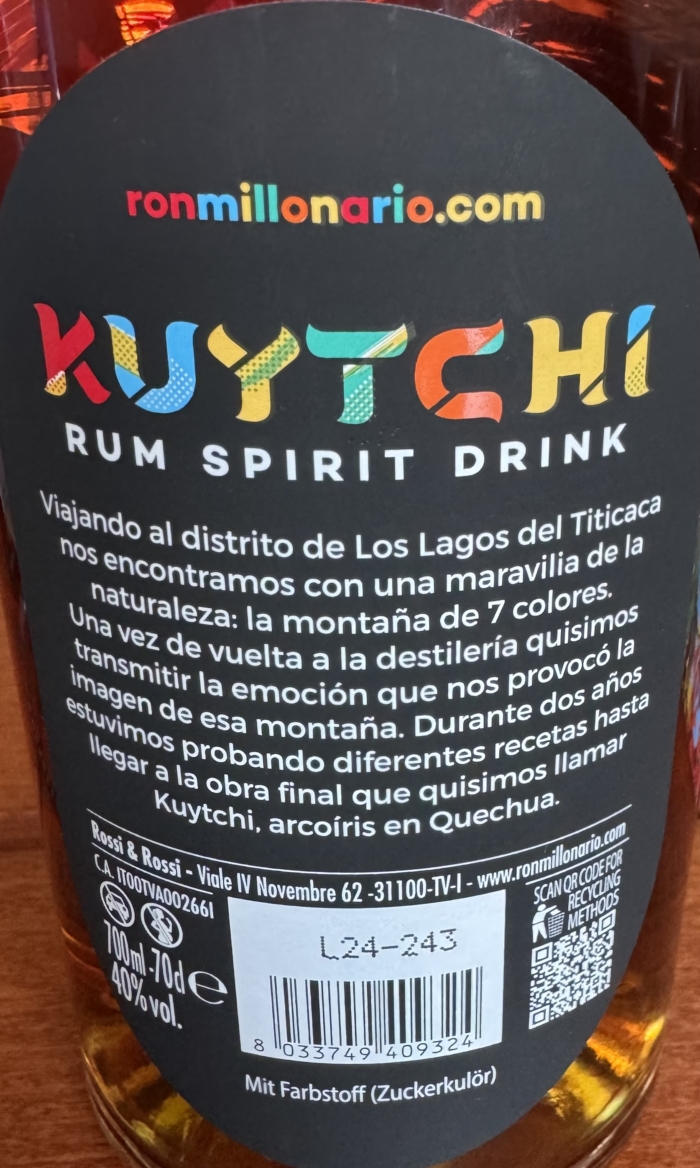 ronmillonario.com
KUYTCHI
RUM SPIRIT DRINK
Viajando al distrito de Los Lagos del Titicaca
nos encontramos con una maravilia de la
naturaleza: la montaña de 7 colores.
Una vez de vuelta a la destilería quisimos
transmitir la emoción que nos provocó la
imagen de esa montaña. Durante dos años
estuvimos probando diferentes recetas hasta
llegar a la obra final que quisimos llamar
Kuytchi, arcoíris en Quechua.
Rossi & Rossi - Viale IV Novembre 62 -31100-TV-I - www.ronmillonario.com
C.A. IT00TVA002661
700ml-70cl e
40% vol.
L24-243
8 033749 409324
SCAN QR CODE FOR
RECYCLING
METHODS
Mit Farbstoff (Zuckerkulör)